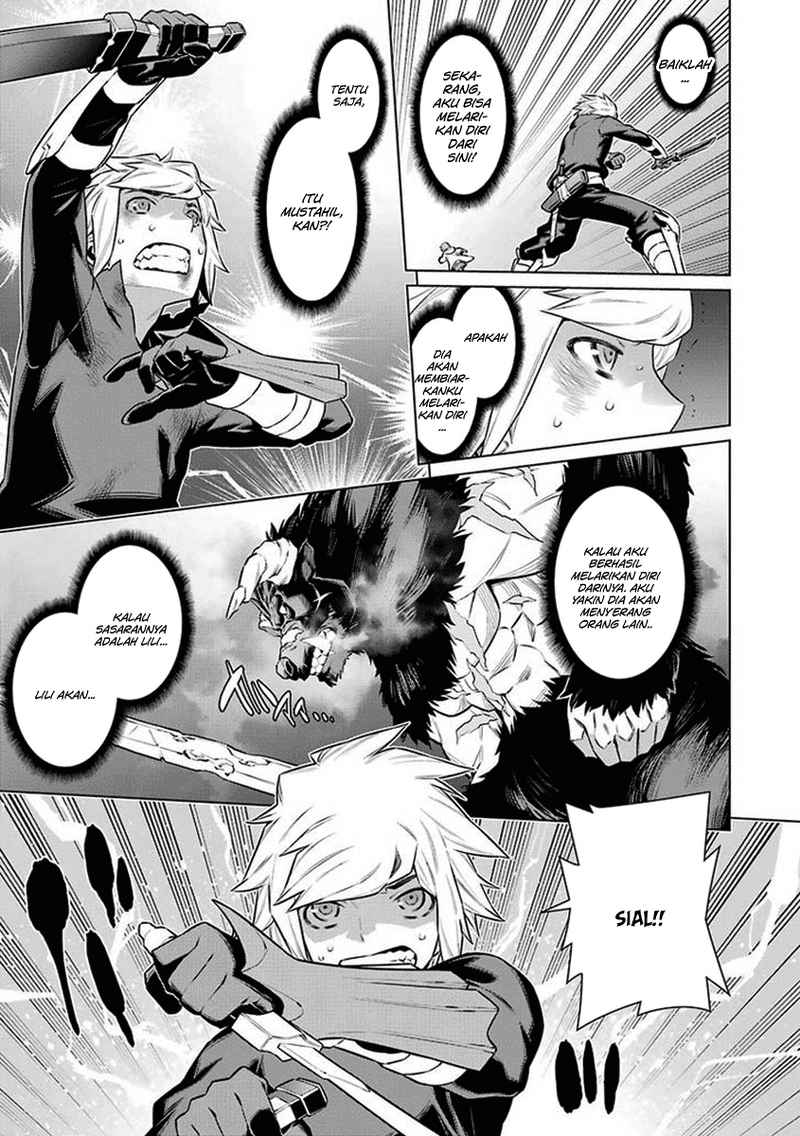 BAIKLAH
...
SEKA-
RANG,
AKU BISA
MELARI-
KAN DIRI
DARI
SINI!
APAKAH
DIA
AKAN
MEMBIAR-
KANKU
MELARI-
KAN DIRI
...
TENTU
SAJA,
ITU
MUSTAHIL,
KAN?!
KALAU AKU
BERHASIL
MELARIKAN DIRI
DARINYA. AKU
YAKIN DIA AKAN
MENYERANG
ORANG LAIN..
KALAU
SASARANNYA
ADALAH LILI...
LILI AKAN...
SIAL!!